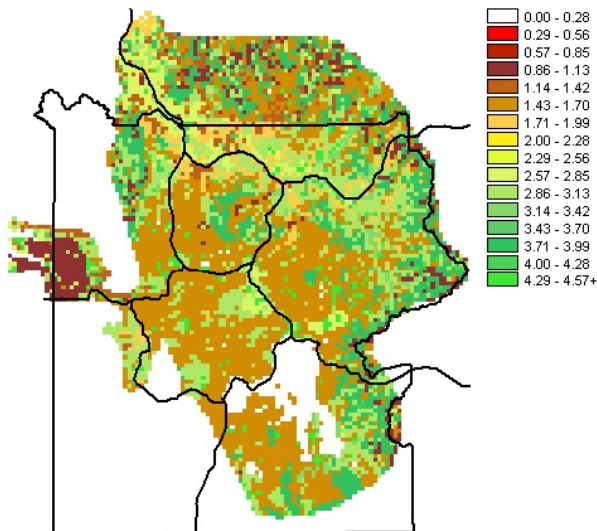 0.00 - 0.28
0.29 - 0.56
0.57 - 0.85
0.86 - 1.13
1.14 - 1.42
1.43 - 1.70
1.71 - 1.99
2.00 - 2.28
2.29 - 2.56
2.57 - 2.85
2.86 - 3.13
3.14 - 3.42
3.43 - 3.70
3.71 - 3.99
4.00 - 4.28
4.29 - 4.57+